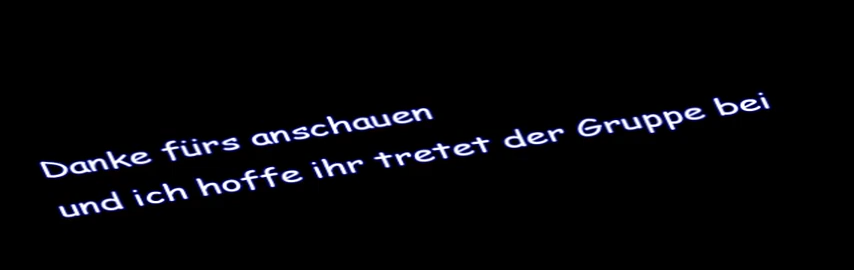 Danke fürs anschauen
und ich hoffe ihr tretet der Gruppe bei